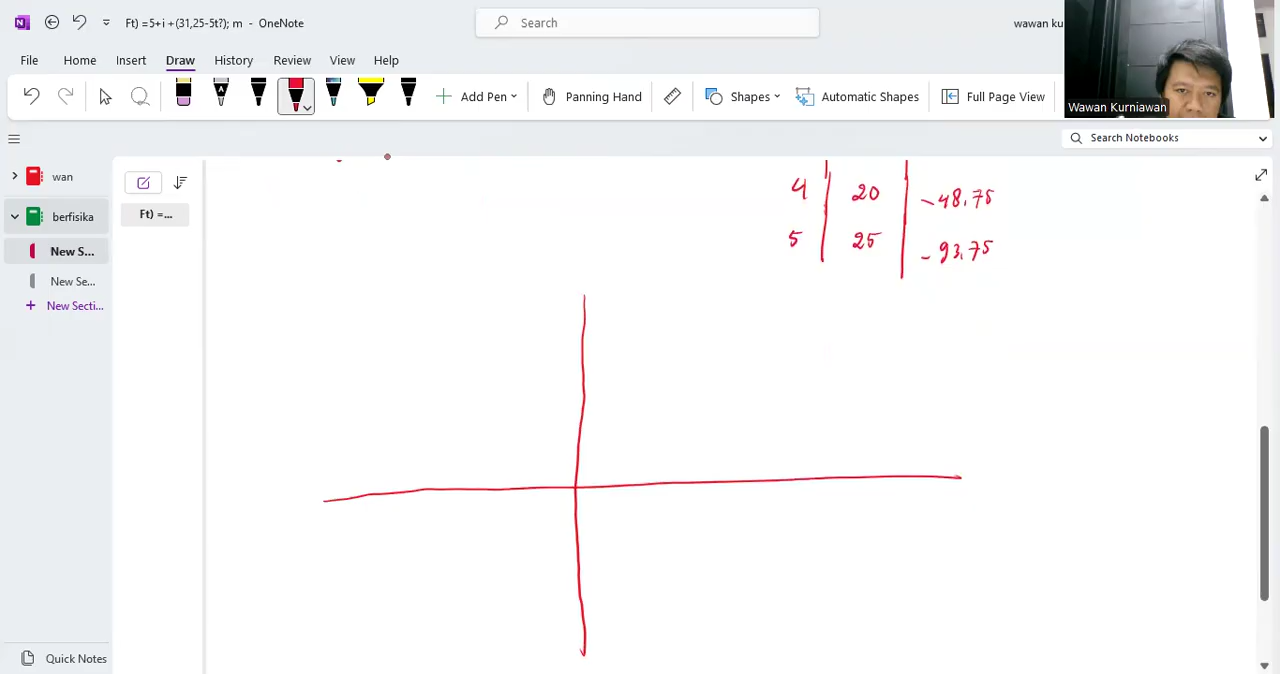 Ft) =5+i +(31,25-5t?); m - OneNote
Search
wawan ku
File Home Insert Draw History Review View Help
Add Pen
Panning Hand
Shapes
Automatic Shapes
Full Page View
Wawan Kurniawan
Search Notebooks
wan
berfisika
Ft) =...
New S...
New Se...
New Secti...
4 20 -48.75
5 25 -93.75
Quick Notes